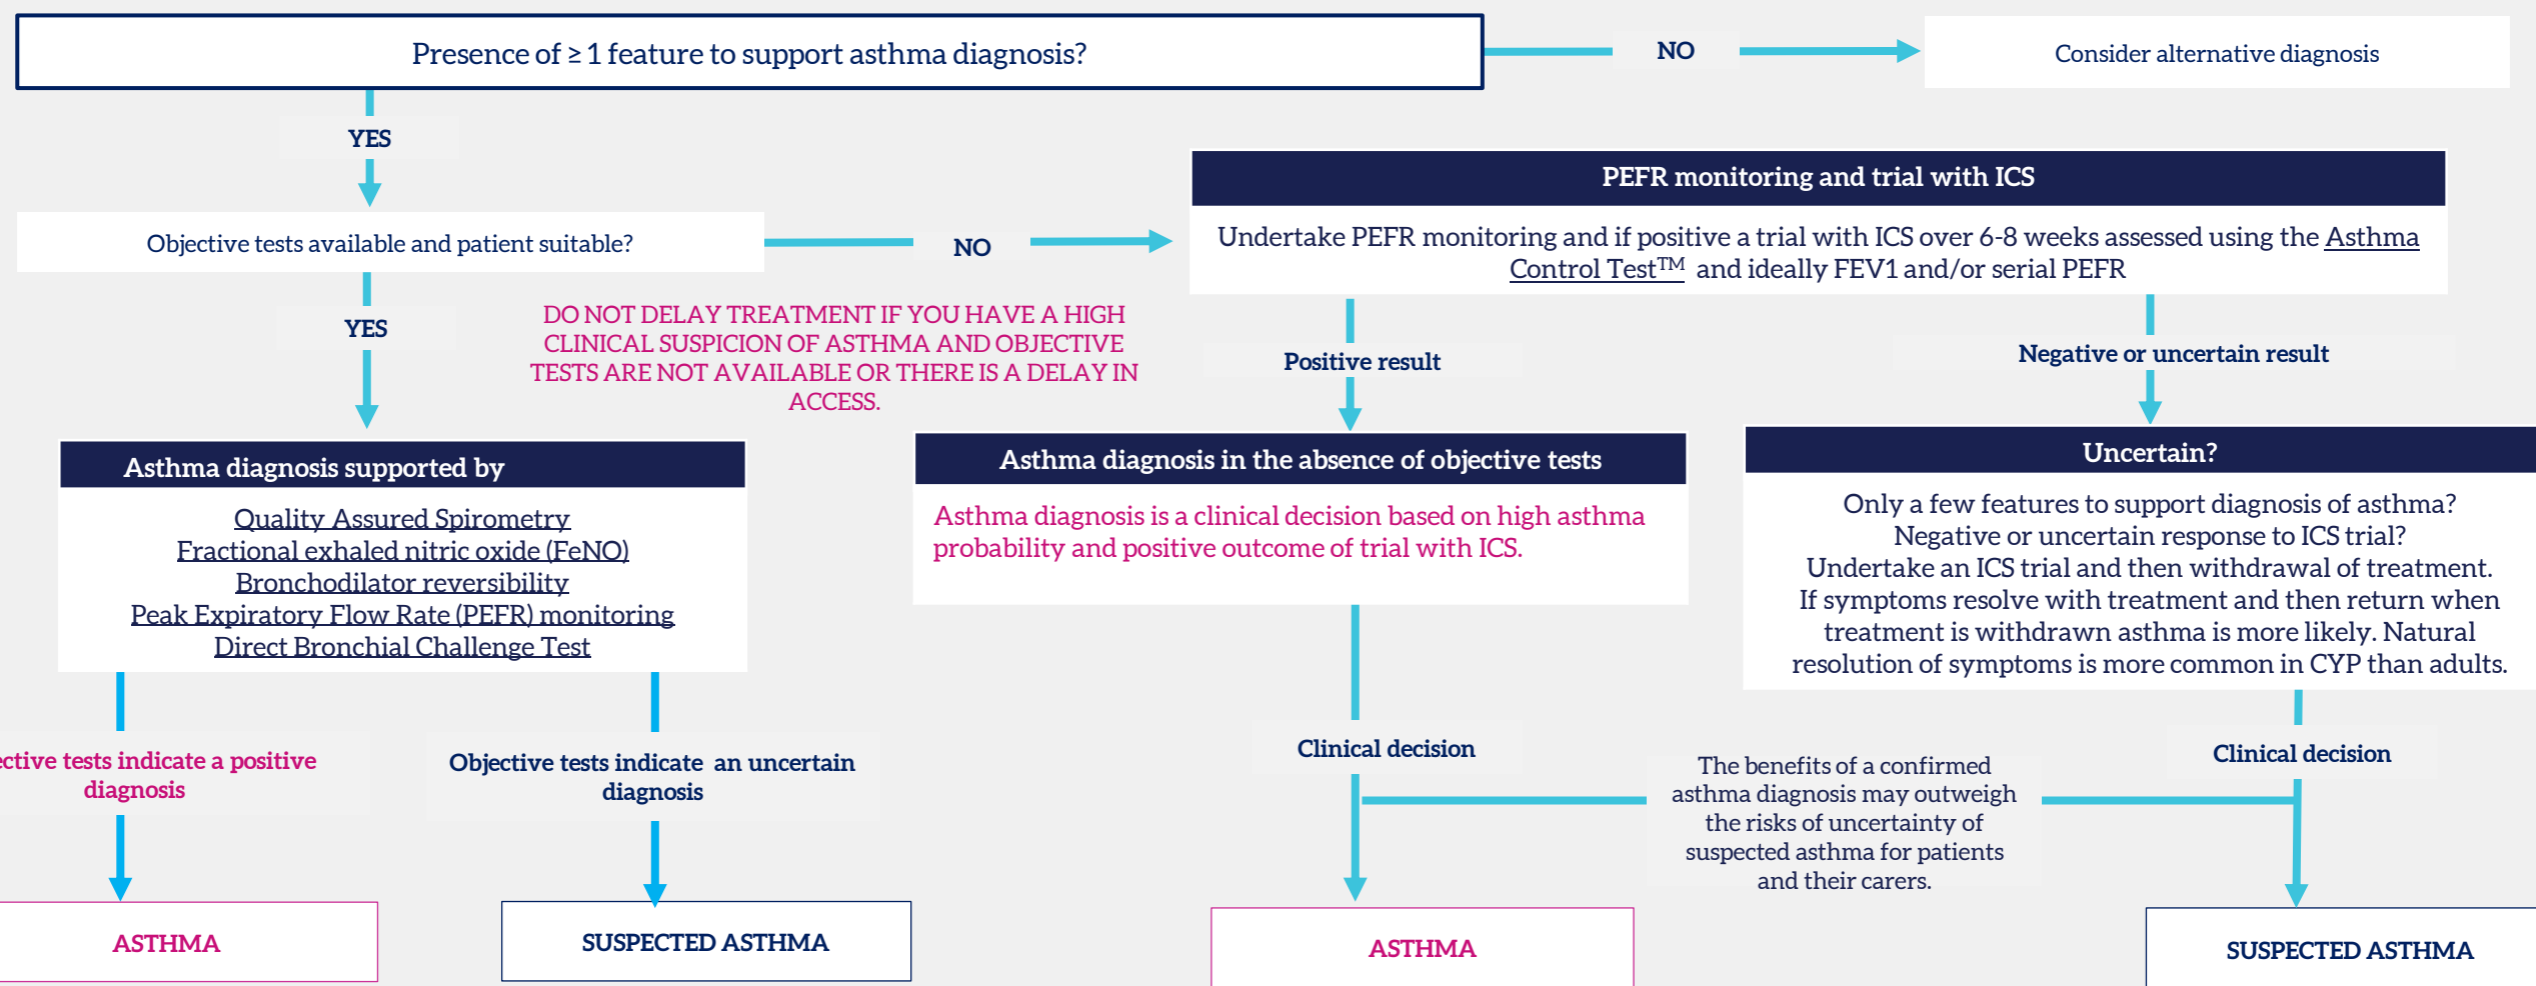 Presence of ≥ 1 feature to support asthma diagnosis?
NO
Consider alternative diagnosis
YES
PEFR monitoring and trial with ICS
Undertake PEFR monitoring and if positive a trial with ICS over 6-8 weeks assessed using the Asthma
Control Test™ and ideally FEV1 and/or serial PEFR
Objective tests available and patient suitable?
NO
YES
DO NOT DELAY TREATMENT IF YOU HAVE A HIGH
CLINICAL SUSPICION OF ASTHMA AND OBJECTIVE
TESTS ARE NOT AVAILABLE OR THERE IS A DELAY IN
ACCESS.
Positive result
Negative or uncertain result
Asthma diagnosis supported by
Quality Assured Spirometry
Fractional exhaled nitric oxide (FeNO)
Bronchodilator reversibility
Peak Expiratory Flow Rate (PEFR) monitoring
Direct Bronchial Challenge Test
Asthma diagnosis in the absence of objective tests
Asthma diagnosis is a clinical decision based on high asthma
probability and positive outcome of trial with ICS.
Uncertain?
Only a few features to support diagnosis of asthma?
Negative or uncertain response to ICS trial?
Undertake an ICS trial and then withdrawal of treatment.
If symptoms resolve with treatment and then return when
treatment is withdrawn asthma is more likely. Natural
resolution of symptoms is more common in CYP than adults.
ective tests indicate a positive
diagnosis
Objective tests indicate an uncertain
diagnosis
Clinical decision
The benefits of a confirmed
asthma diagnosis may outweigh
the risks of uncertainty of
suspected asthma for patients
and their carers.
Clinical decision
ASTHMA
SUSPECTED ASTHMA
ASTHMA
SUSPECTED ASTHMA